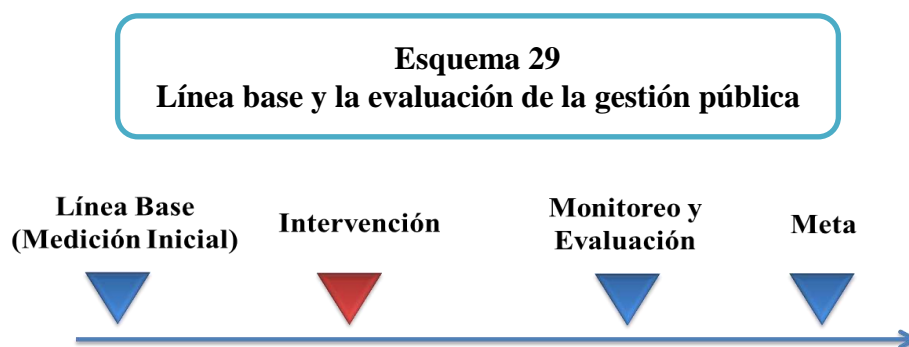 Esquema 29
Línea base y la evaluación de la gestión pública
Línea Base
(Medición Inicial)
Intervención
Monitoreo y
Evaluación
Meta